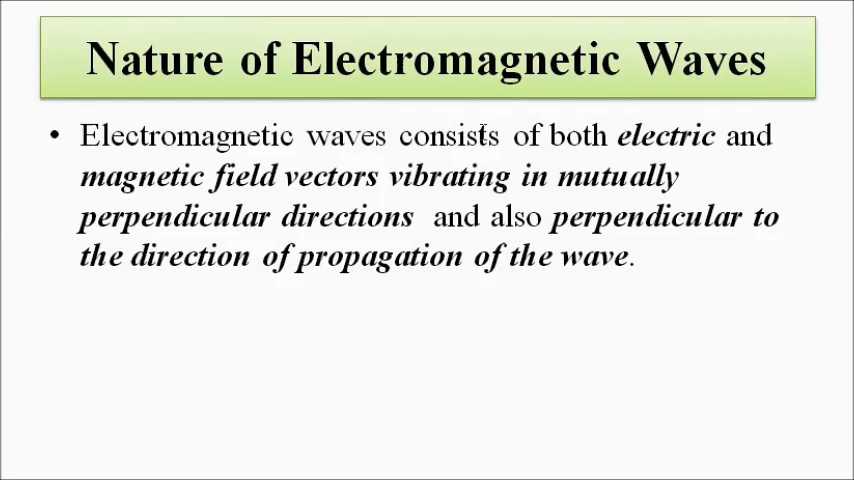 Nature of Electromagnetic Waves
• Electromagnetic waves consists of both electric and
magnetic field vectors vibrating in mutually
perpendicular directions and also perpendicular to
the direction of propagation of the wave.